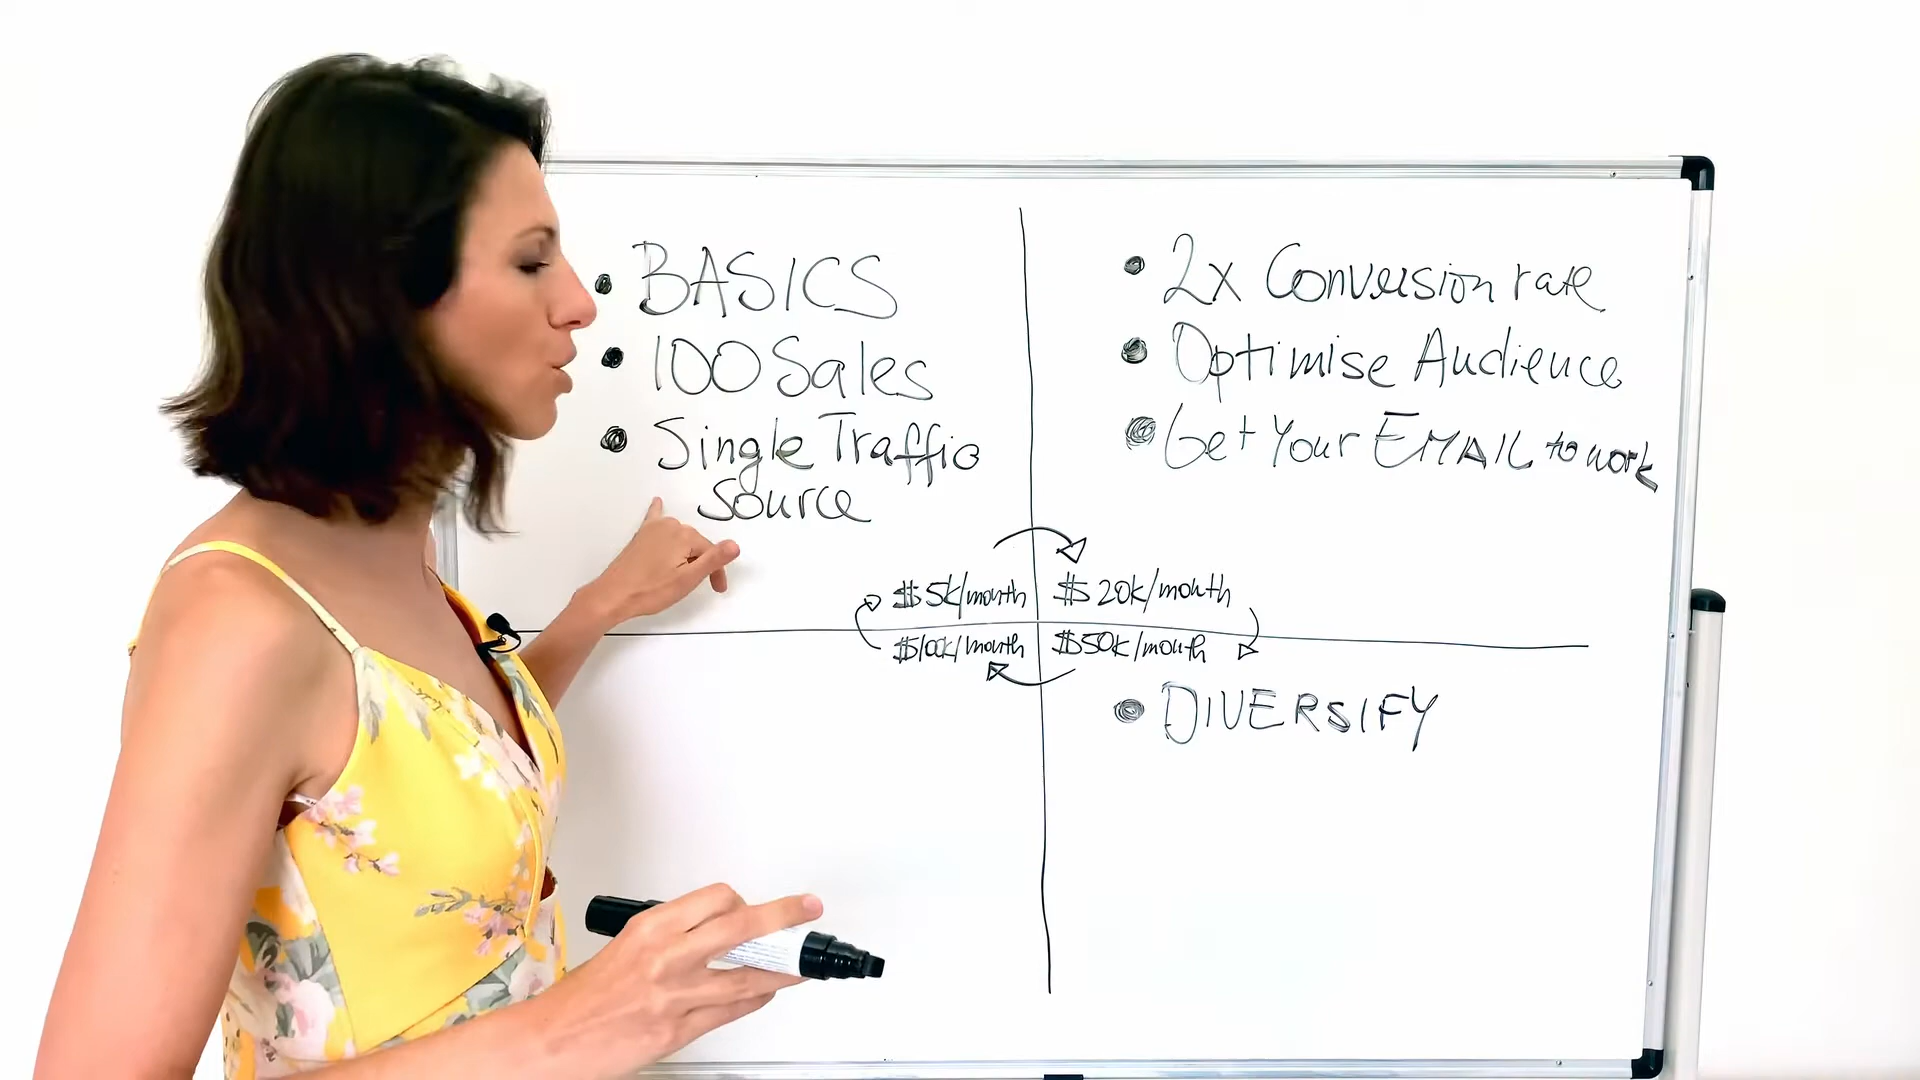 • BASICS
• 100 Sales
• Single Traffic
Source
• 2x Conversion rate
• Optimise Audience
• Get Your EMAIL to work
$5k/month
$20k/month
$100k/month
$50k/month
• DIVERSIFY